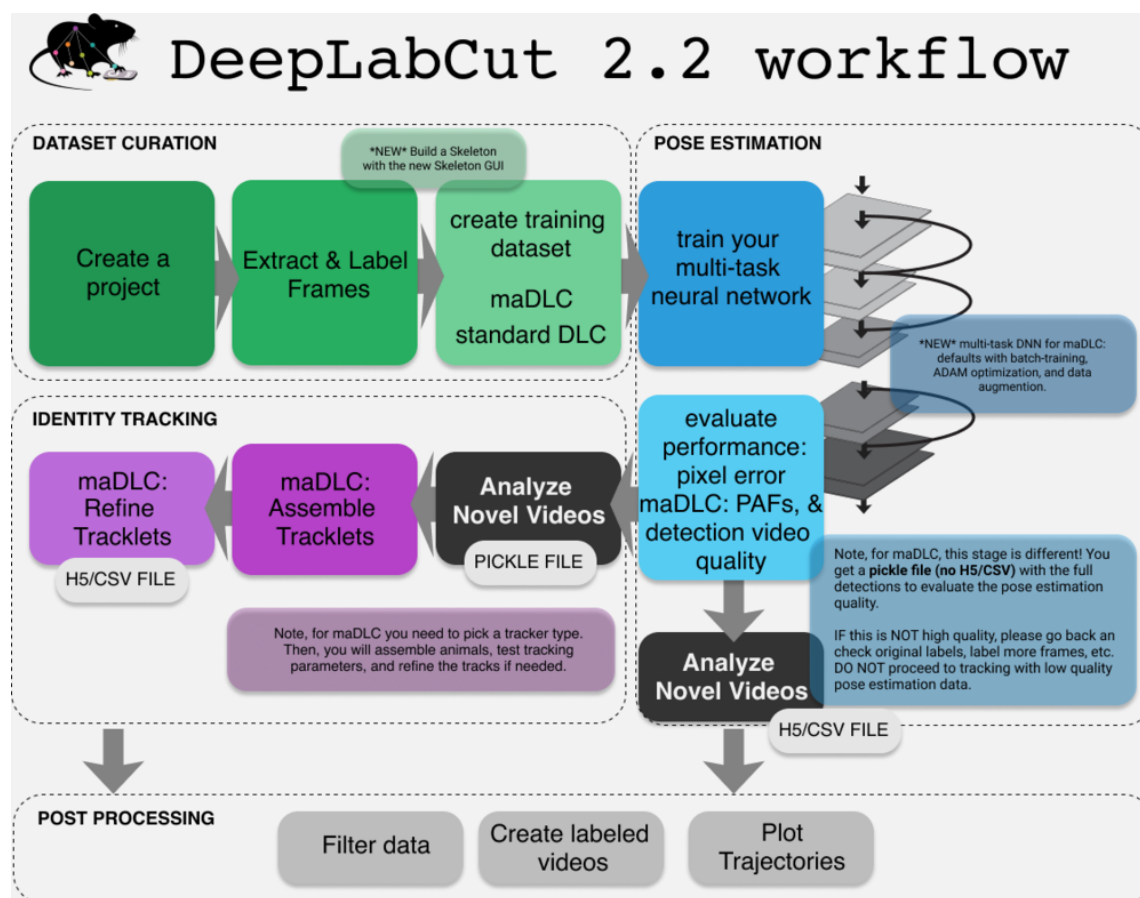 DeepLabCut 2.2 workflow
DATASET CURATION
*NEW* Build a Skeleton
with the new Skeleton GUI
Create a
project
Extract & Label
Frames
create training
dataset
maDLC
standard DLC
POSE ESTIMATION
train your
multi-task
neural network
*NEW* multi-task DNN for maDLC:
defaults with batch-training,
ADAM optimization, and data
augmention.
evaluate
performance:
pixel error
maDLC: PAFs, &
detection video
quality
Note, for maDLC, this stage is different! You
get a pickle file (no H5/CSV) with the full
detections to evaluate the pose estimation
quality.
IF this is NOT high quality, please go back an
check original labels, label more frames, etc.
DO NOT proceed to tracking with low quality
pose estimation data.
Analyze
Novel Videos
H5/CSV FILE
IDENTITY TRACKING
maDLC:
Refine
Tracklets
H5/CSV FILE
maDLC:
Assemble
Tracklets
Analyze
Novel Videos
PICKLE FILE
Note, for maDLC you need to pick a tracker type.
Then, you will assemble animals, test tracking
parameters, and refine the tracks if needed.
POST PROCESSING
Filter data
Create labeled
videos
Plot
Trajectories